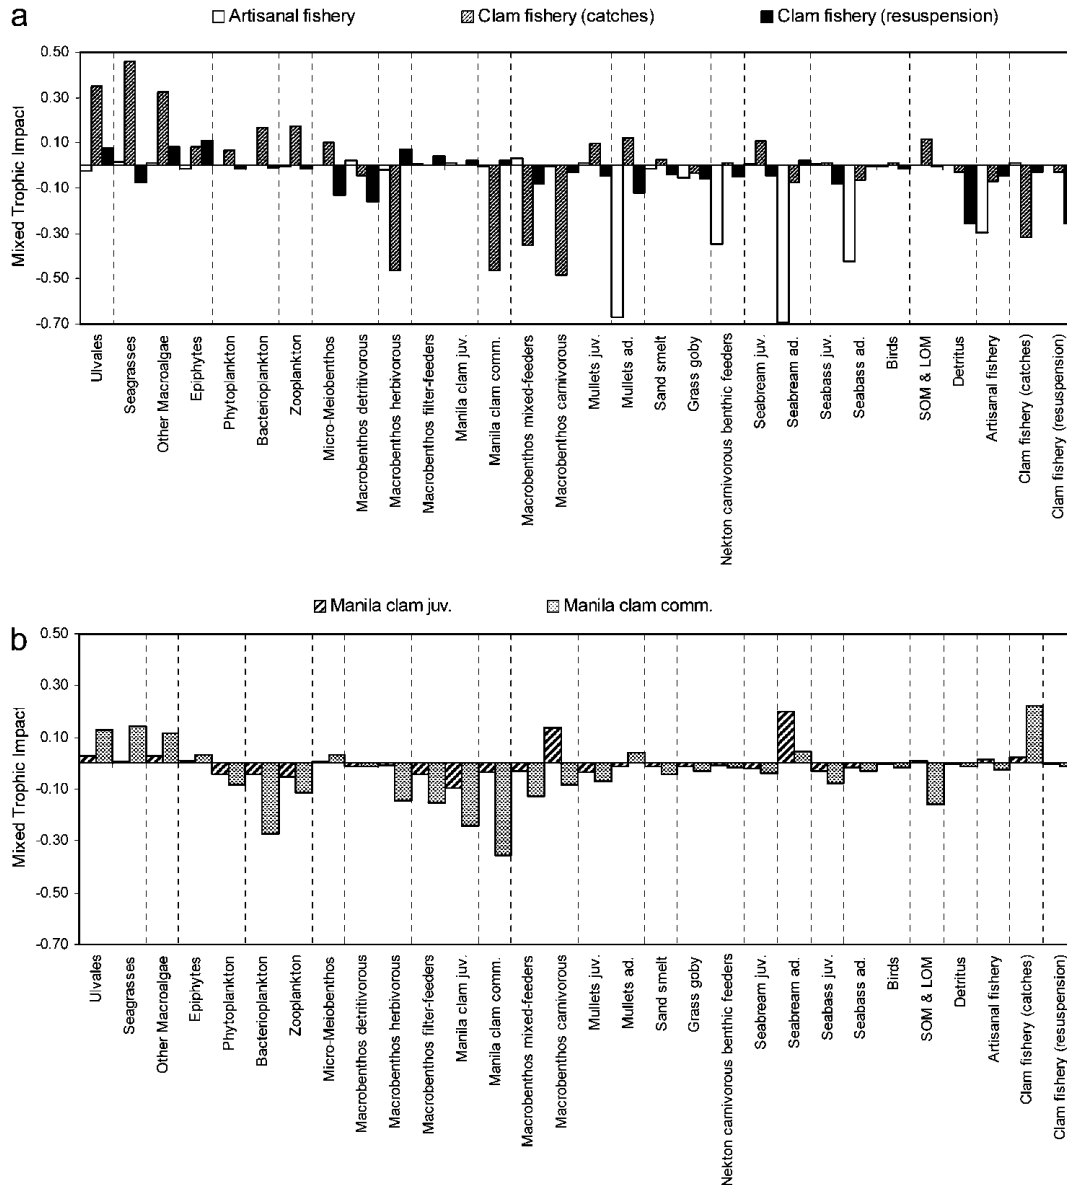 a
Artisanal fishery
Clam fishery (catches)
Clam fishery (resuspension)
Mixed Trophic Impact
0.50
0.30
0.10
-0.10
-0.30
-0.50
-0.70
Ulvales
Seagrasses
Other Macroalgae
Epiphytes
Phytoplankton
Bacterioplankton
Zooplankton
Micro-Meiobenthos
Macrobenthos detritivorous
Macrobenthos herbivorous
Macrobenthos filter-feeders
Manila clam juv.
Manila clam comm.
Macrobenthos mixed-feeders
Macrobenthos carnivorous
Mullets juv.
Mullets ad.
Sand smelt
Grass goby
Nekton carnivorous benthic feeders
Seabream juv.
Seabream ad.
Seabass juv.
Seabass ad.
Birds
SOM & LOM
Detritus
Artisanal fishery
Clam fishery (catches)
Clam fishery (resuspension)
b
Manila clam juv.
Manila clam comm.
Mixed Trophic Impact
0.50
0.30
0.10
-0.10
-0.30
-0.50
-0.70
Ulvales
Seagrasses
Other Macroalgae
Epiphytes
Phytoplankton
Bacterioplankton
Zooplankton
Micro-Meiobenthos
Macrobenthos detritivorous
Macrobenthos herbivorous
Macrobenthos filter-feeders
Manila clam juv.
Manila clam comm.
Macrobenthos mixed-feeders
Macrobenthos carnivorous
Mullets juv.
Mullets ad.
Sand smelt
Grass goby
Nekton carnivorous benthic feeders
Seabream juv.
Seabream ad.
Seabass juv.
Seabass ad.
Birds
SOM & LOM
Detritus
Artisanal fishery
Clam fishery (catches)
Clam fishery (resuspension)